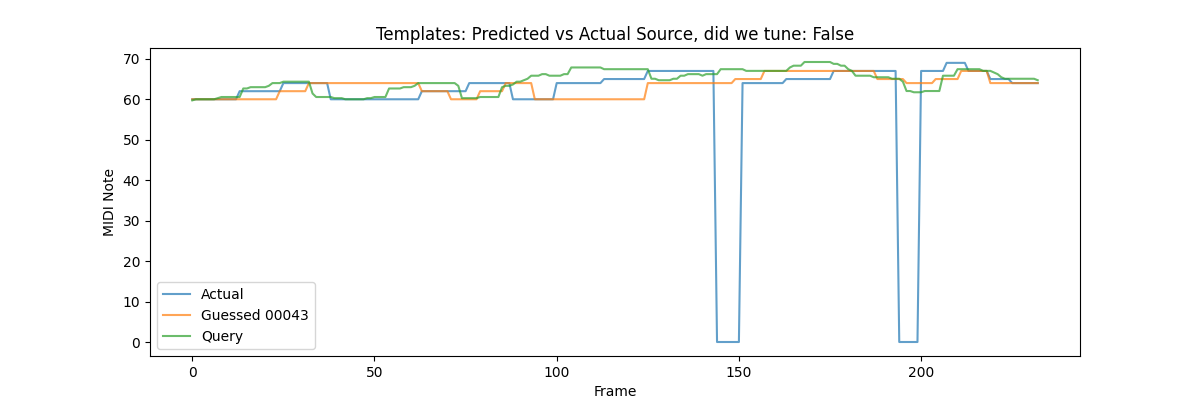 Templates: Predicted vs Actual Source, did we tune: False
70
60
50
40
30
20
10
0
MIDI Note
Actual
Guessed 00043
Query
0 50 100 150 200
Frame